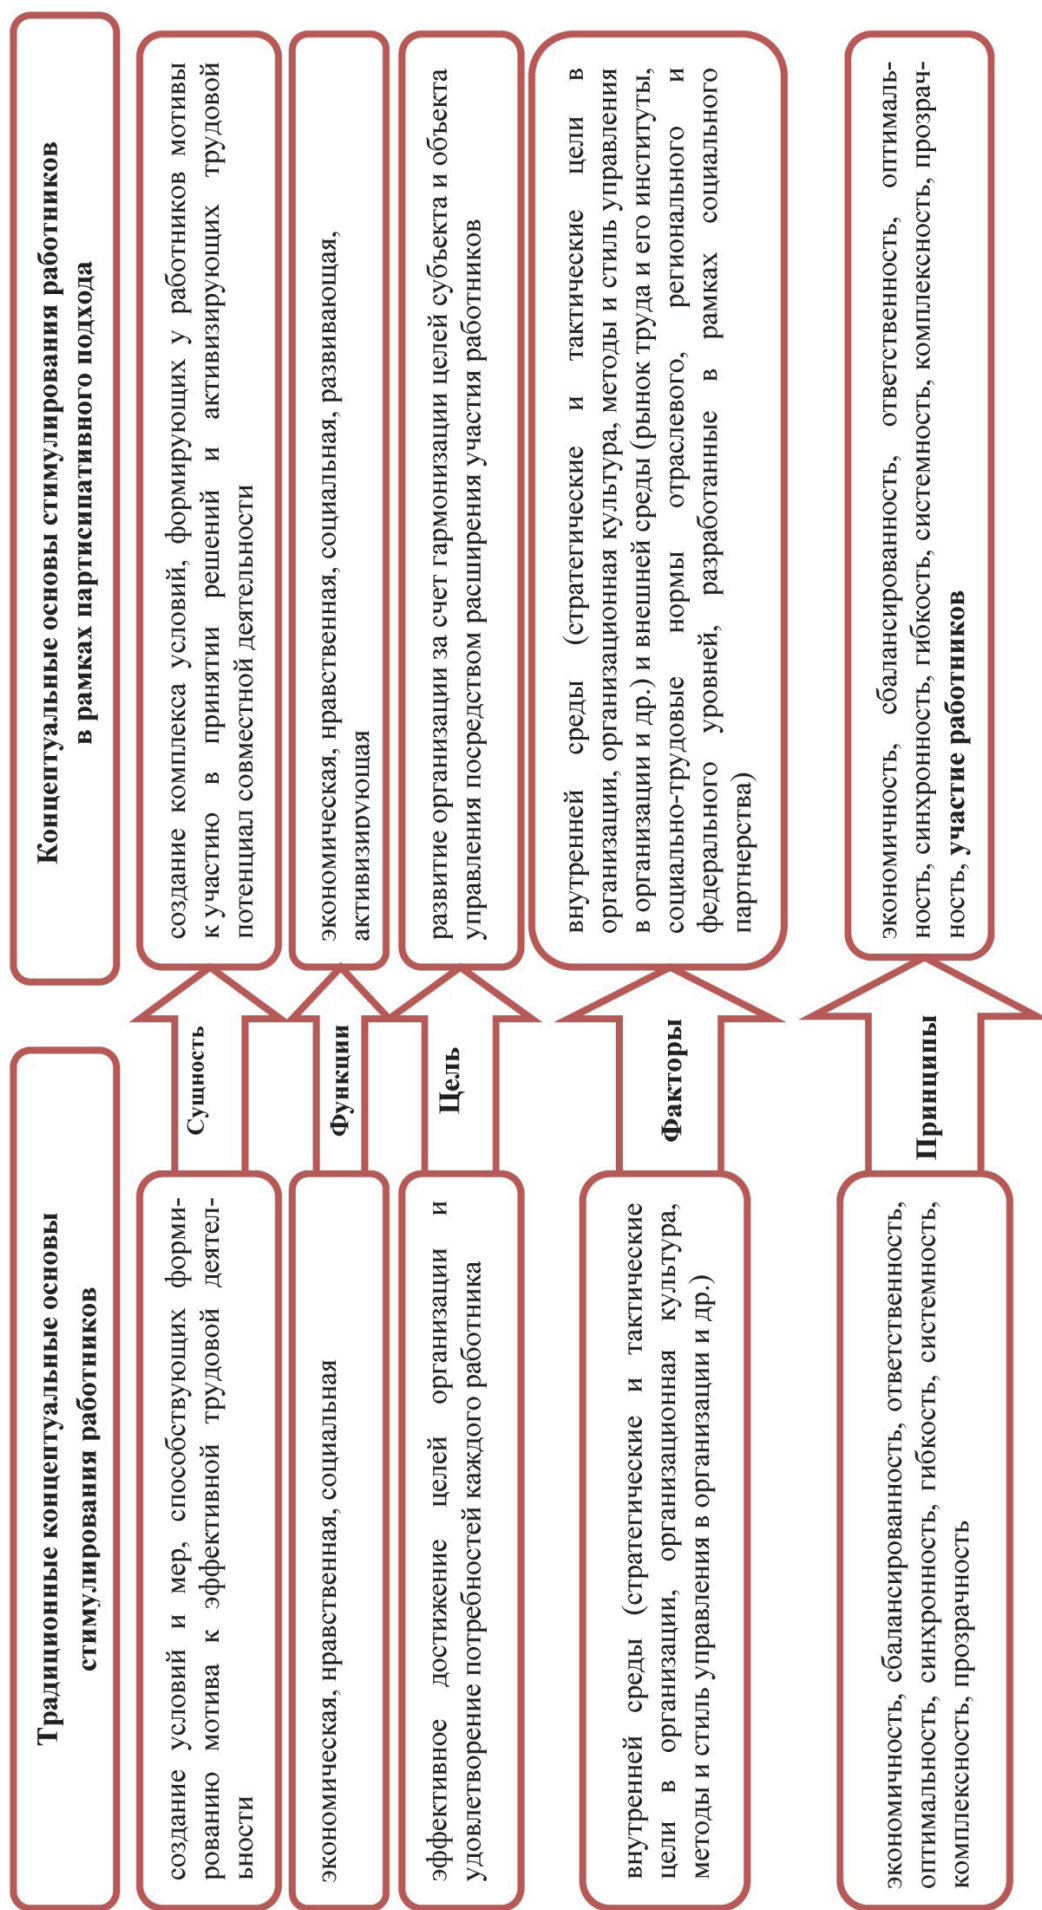 Традиционные концептуальные основы
стимулирования работников
Концептуальные основы стимулирования работников
в рамках партисипативного подхода
создание условий и мер, способствующих форми-
рованию мотива к эффективной трудовой деятел-
ьности
Сущность
создание комплекса условий, формирующих у работников мотивы
к участию в принятии решений и активизирующих трудовой
потенциал совместной деятельности
экономическая, нравственная, социальная
Функции
экономическая, нравственная, социальная, развивающая,
активизирующая
эффективное достижение целей организации и
удовлетворение потребностей каждого работника
Цель
развитие организации за счет гармонизации целей субъекта и объекта
управления посредством расширения участия работников
внутренней среды (стратегические и тактические
цели в организации, организационная культура,
методы и стиль управления в организации и др.)
Факторы
внутренней среды (стратегические и тактические цели в
организации, организационная культура, методы и стиль управления
в организации и др.) и внешней среды (рынок труда и его институты,
социально-трудовые нормы отраслевого, регионального и
федерального уровней, разработанные в рамках социального
партнерства)
экономичность, сбалансированность, ответственность,
оптимальность, синхронность, гибкость, системность,
комплексность, прозрачность
Принципы
экономичность, сбалансированность, ответственность, оптималь-
ность, синхронность, гибкость, системность, комплексность, прозрач-
ность, участие работников